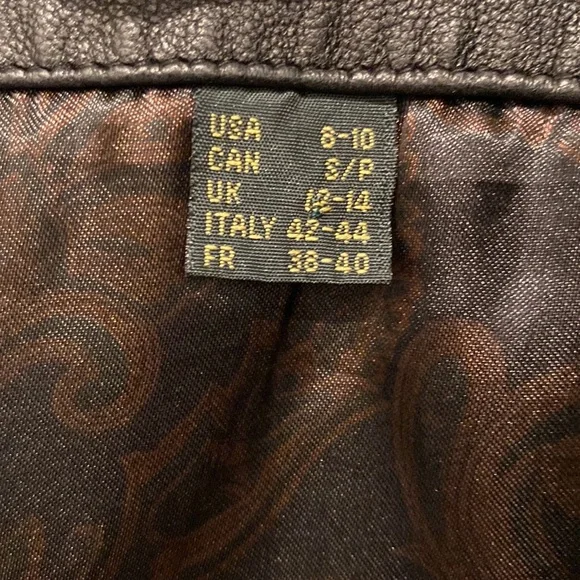 USA 8-10
CAN S/P
UK 12-14
ITALY 42-44
FR 38-40